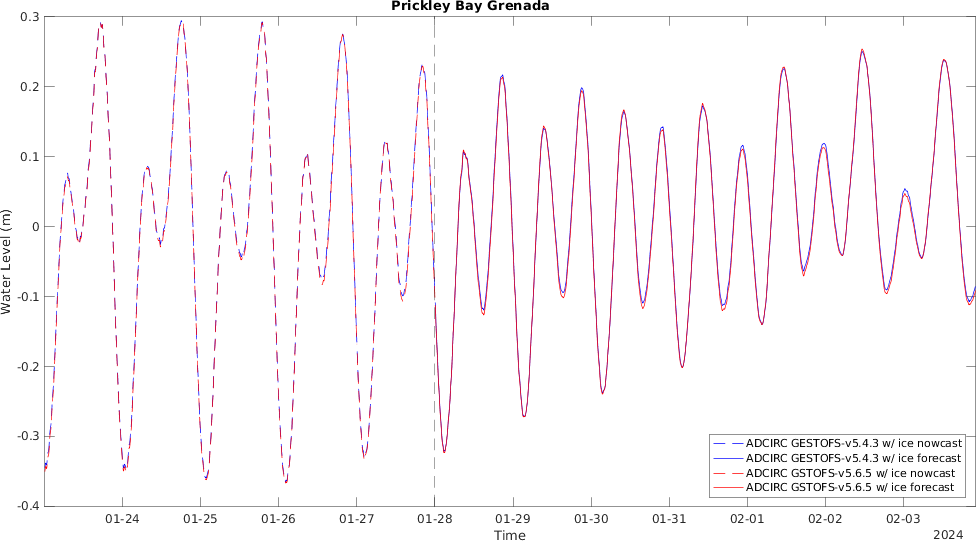 Prickley Bay Grenada
0.3
0.2
0.1
0
-0.1
-0.2
-0.3
-0.4
Water Level (m)
01-24 01-25 01-26 01-27 01-28 01-29 01-30 01-31 02-01 02-02 02-03
Time
2024
ADCIRC GESTOFS-v5.4.3 w/ ice nowcast
ADCIRC GESTOFS-v5.4.3 w/ ice forecast
ADCIRC GSTOFS-v5.6.5 w/ ice nowcast
ADCIRC GSTOFS-v5.6.5 w/ ice forecast